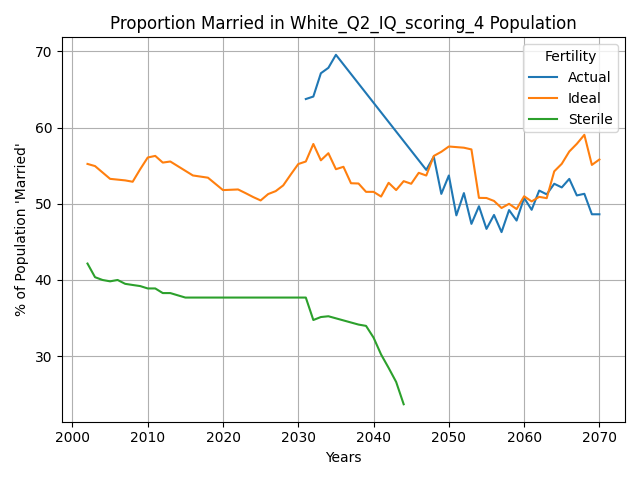 Proportion Married in White_Q2_IQ_scoring_4 Population
% of Population 'Married'
70
60
50
40
30
Fertility
Actual
Ideal
Sterile
2000 2010 2020 2030 2040 2050 2060 2070
Years